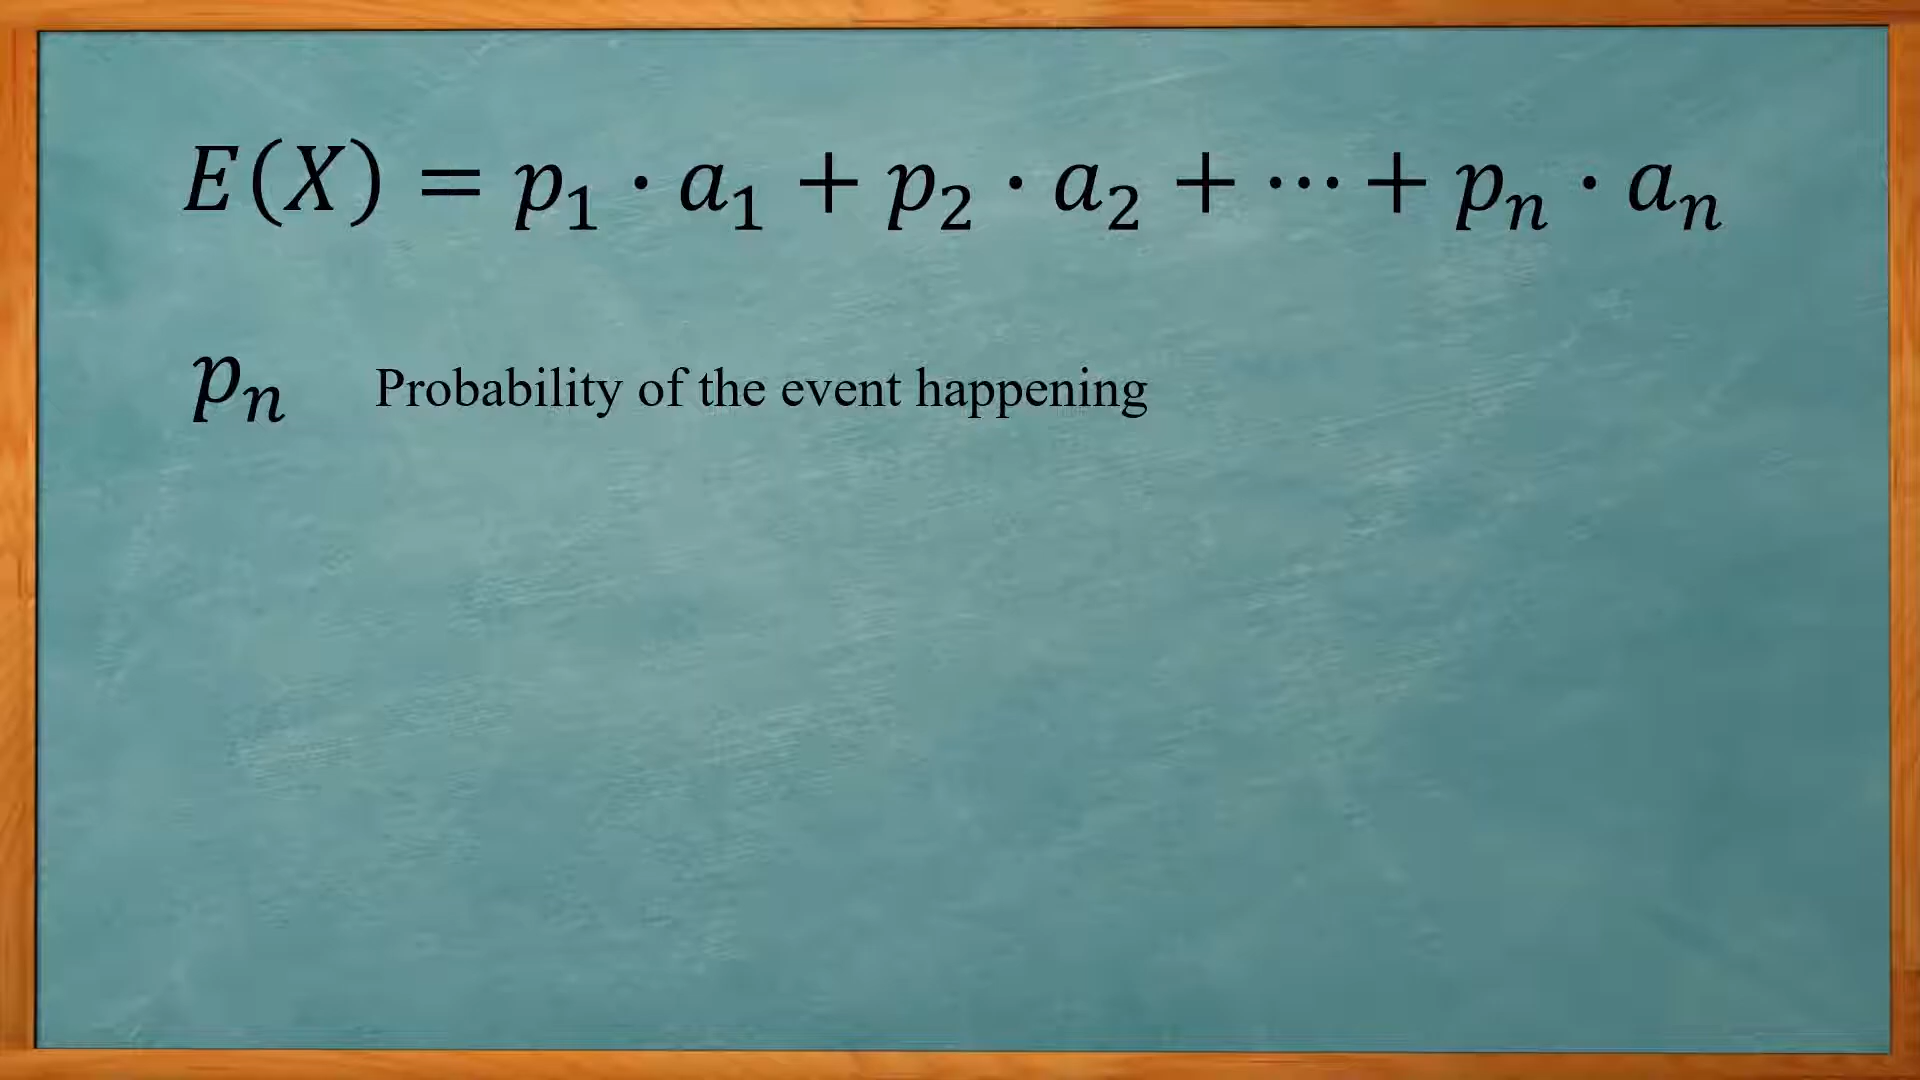 E(X) = p₁ · a₁ + p₂ · a₂ + ⋯ + pₙ · aₙ
pₙ Probability of the event happening